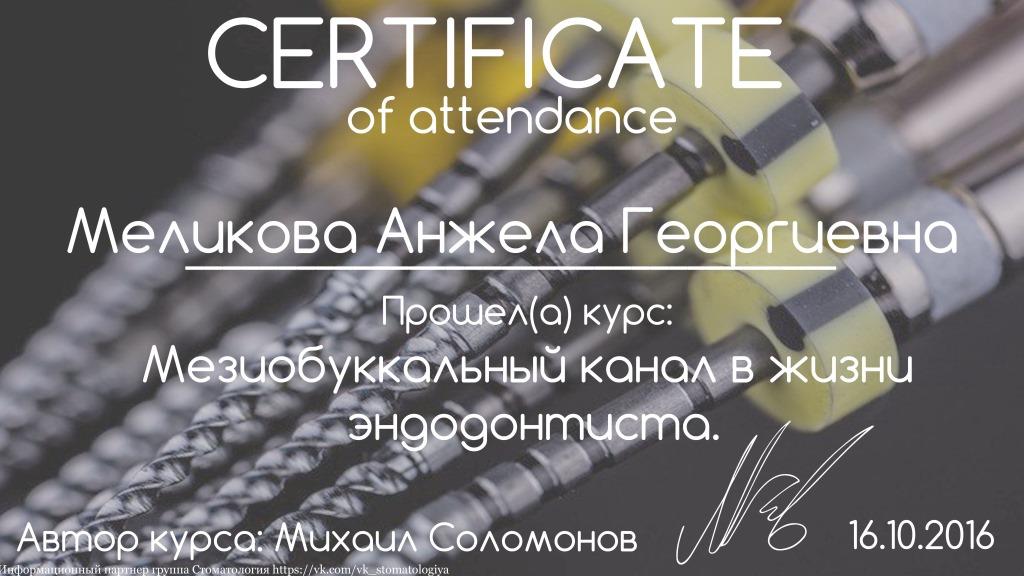 CERTIFICATE
of attendance
Меликова Анжела Георгиевна
Прошел(а) курс:
Мезиобуккальный канал в жизни
эндодонтиста.
Автор курса: Михаил Соломонов
16.10.2016
Информационный партнер группа Стоматология https://vk.com/vk_stomatologiya